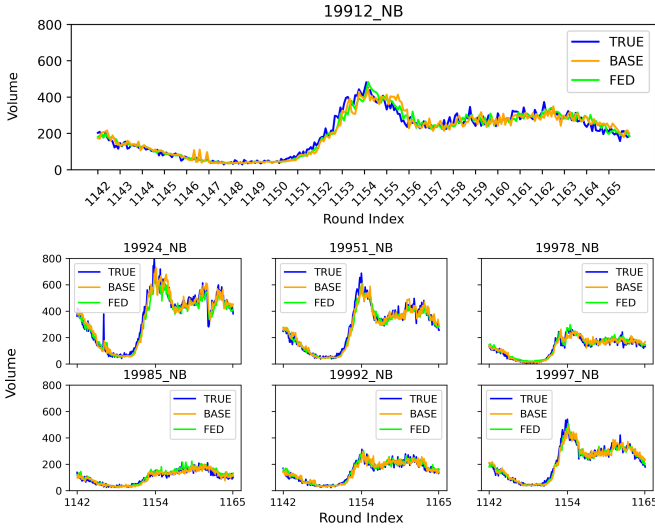 19912_NB
800
600
400
200
0
Volume
TRUE
BASE
FED
1142 1143 1144 1145 1146 1147 1148 1149 1150 1151 1152 1153 1154 1155 1156 1157 1158 1159 1160 1161 1162 1163 1164 1165
Round Index
19924_NB 19951_NB 19978_NB
800
600
400
200
0
TRUE TRUE TRUE
BASE BASE BASE
FED FED FED
Volume
19985_NB 19992_NB 19997_NB
800
600
400
200
0
TRUE TRUE TRUE
BASE BASE BASE
FED FED FED
1142 1154 1165 1142 1154 1165 1142 1154 1165
Round Index